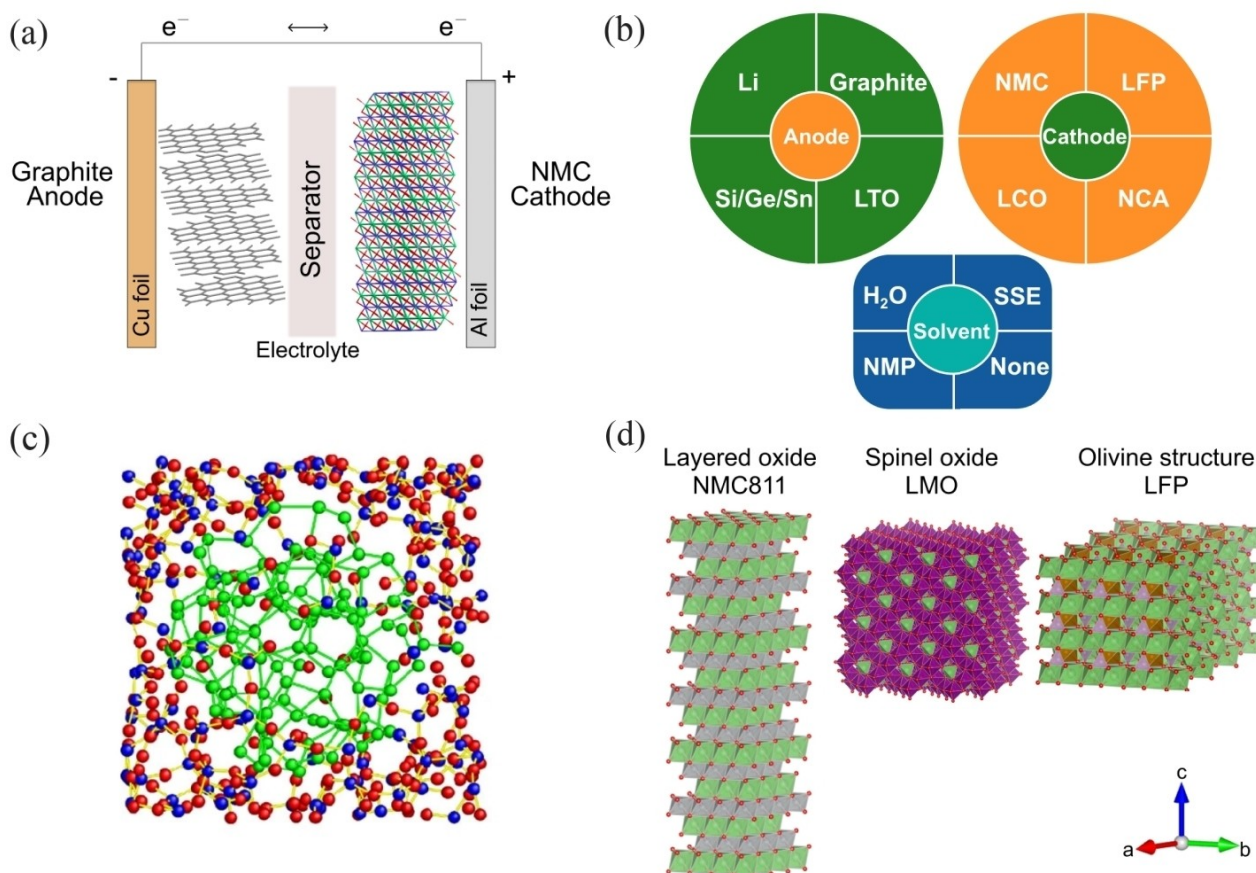 (a)
e⁻
e⁻
-
+
Graphite
Anode
Cu foil
Separator
Electrolyte
Al foil
NMC
Cathode
(b)
Li
Graphite
Anode
Si/Ge/Sn
LTO
NMC
LFP
Cathode
LCO
NCA
H₂O
SSE
Solvent
NMP
None
(c)
(d)
Layered oxide
NMC811
Spinel oxide
LMO
Olivine structure
LFP
c
a
b